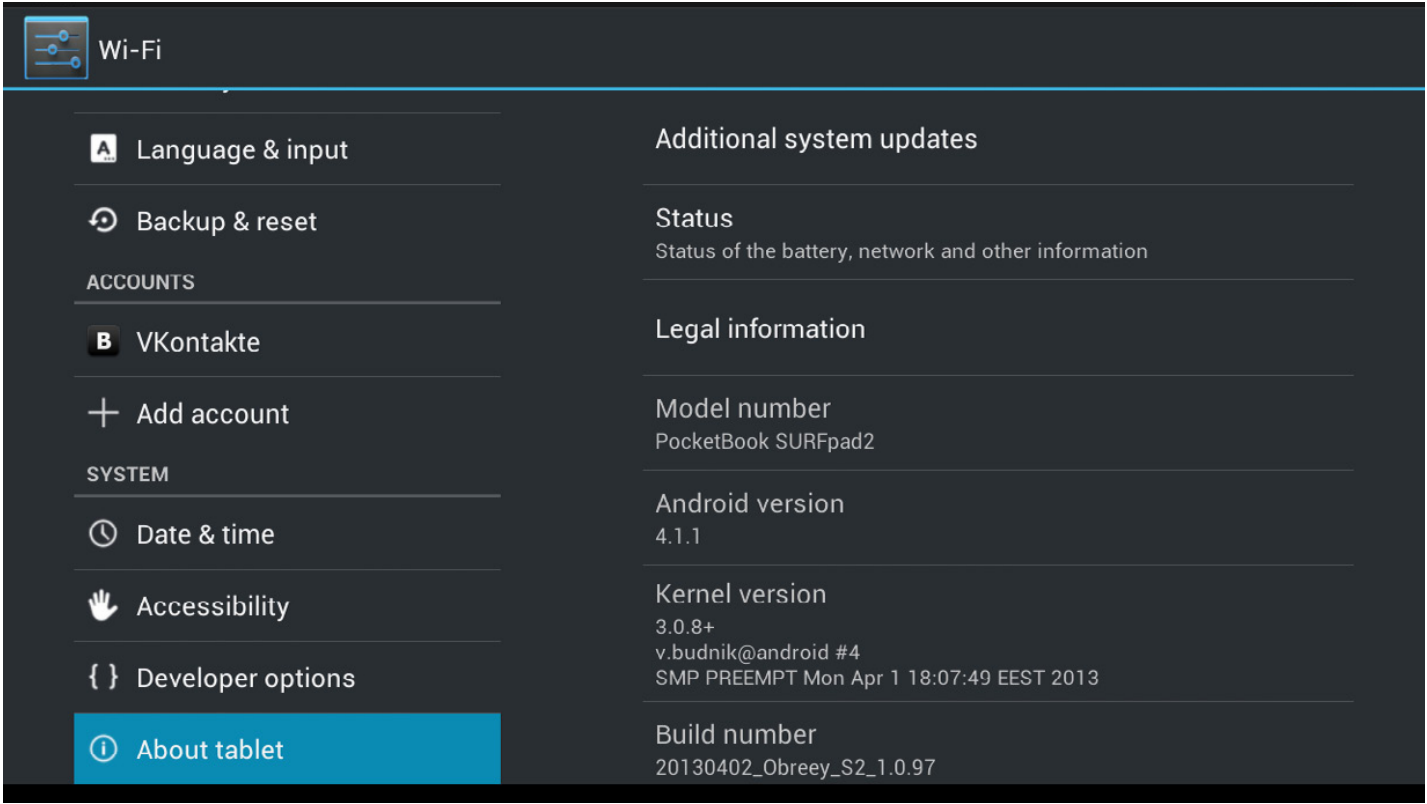 Wi-Fi
Language & input
Backup & reset
ACCOUNTS
B VKontakte
Add account
SYSTEM
Date & time
Accessibility
{ } Developer options
About tablet
Additional system updates
Status
Status of the battery, network and other information
Legal information
Model number
PocketBook SURFpad2
Android version
4.1.1
Kernel version
3.0.8+
v.budnik@android #4
SMP PREEMPT Mon Apr 1 18:07:49 EEST 2013
Build number
20130402_Obreey_S2_1.0.97